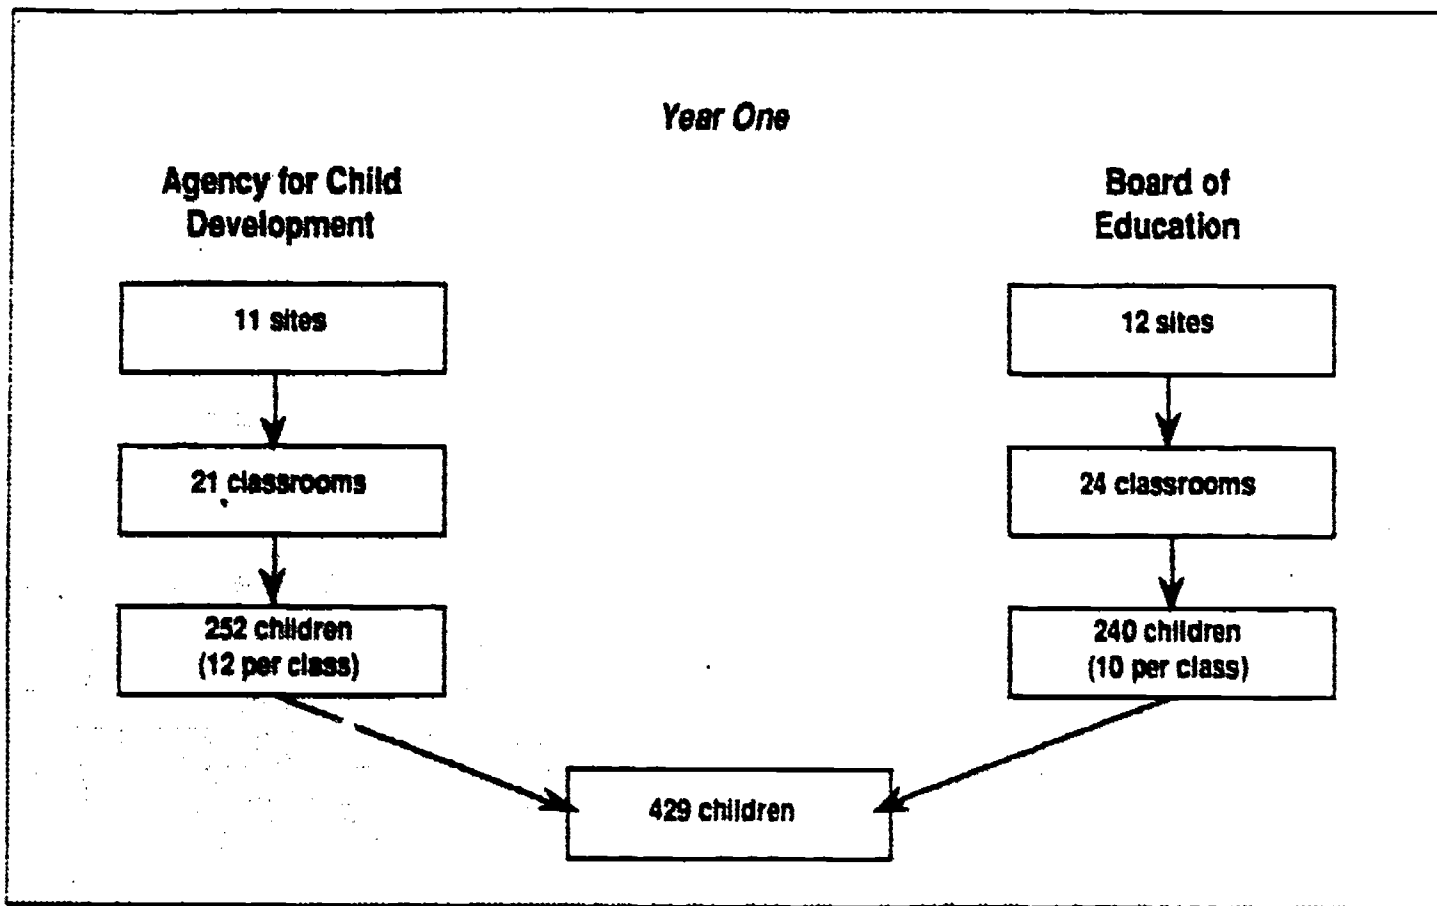 Year One
Agency for Child
Development
11 sites
21 classrooms
252 children
(12 per class)
Board of
Education
12 sites
24 classrooms
240 children
(10 per class)
429 children